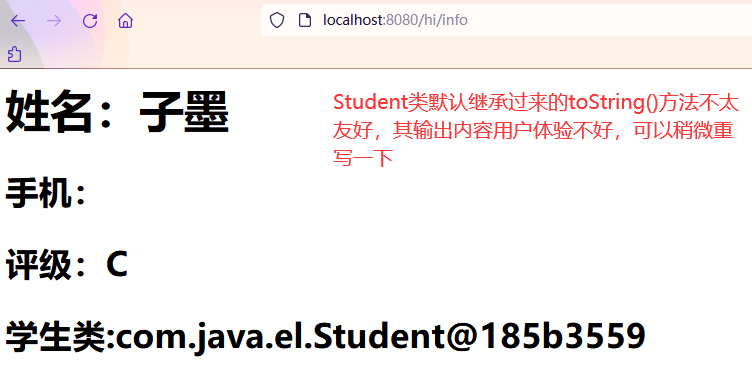 localhost:8080/hi/info
姓名：子墨
Student类默认继承过来的toString()方法不太
友好，其输出内容用户体验不好，可以稍微重
写一下
手机：
评级：C
学生类:com.java.el.Student@185b3559